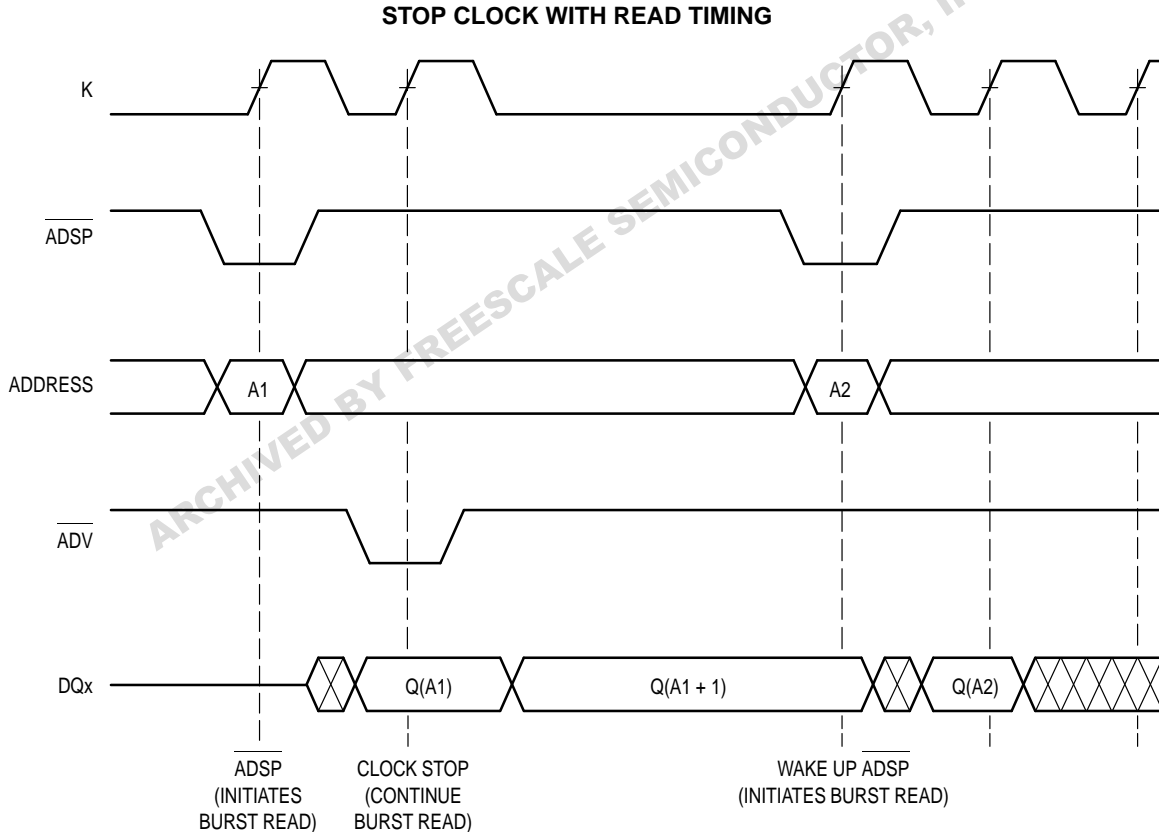 STOP CLOCK WITH READ TIMING
K
ADSP
ADDRESS
A1
A2
ADV
DQx
Q(A1)
Q(A1 + 1)
Q(A2)
ADSP
(INITIATES
BURST READ)
CLOCK STOP
(CONTINUE
BURST READ)
WAKE UP ADSP
(INITIATES BURST READ)
ARCHIVED BY FREESCALE SEMICONDUCTOR,